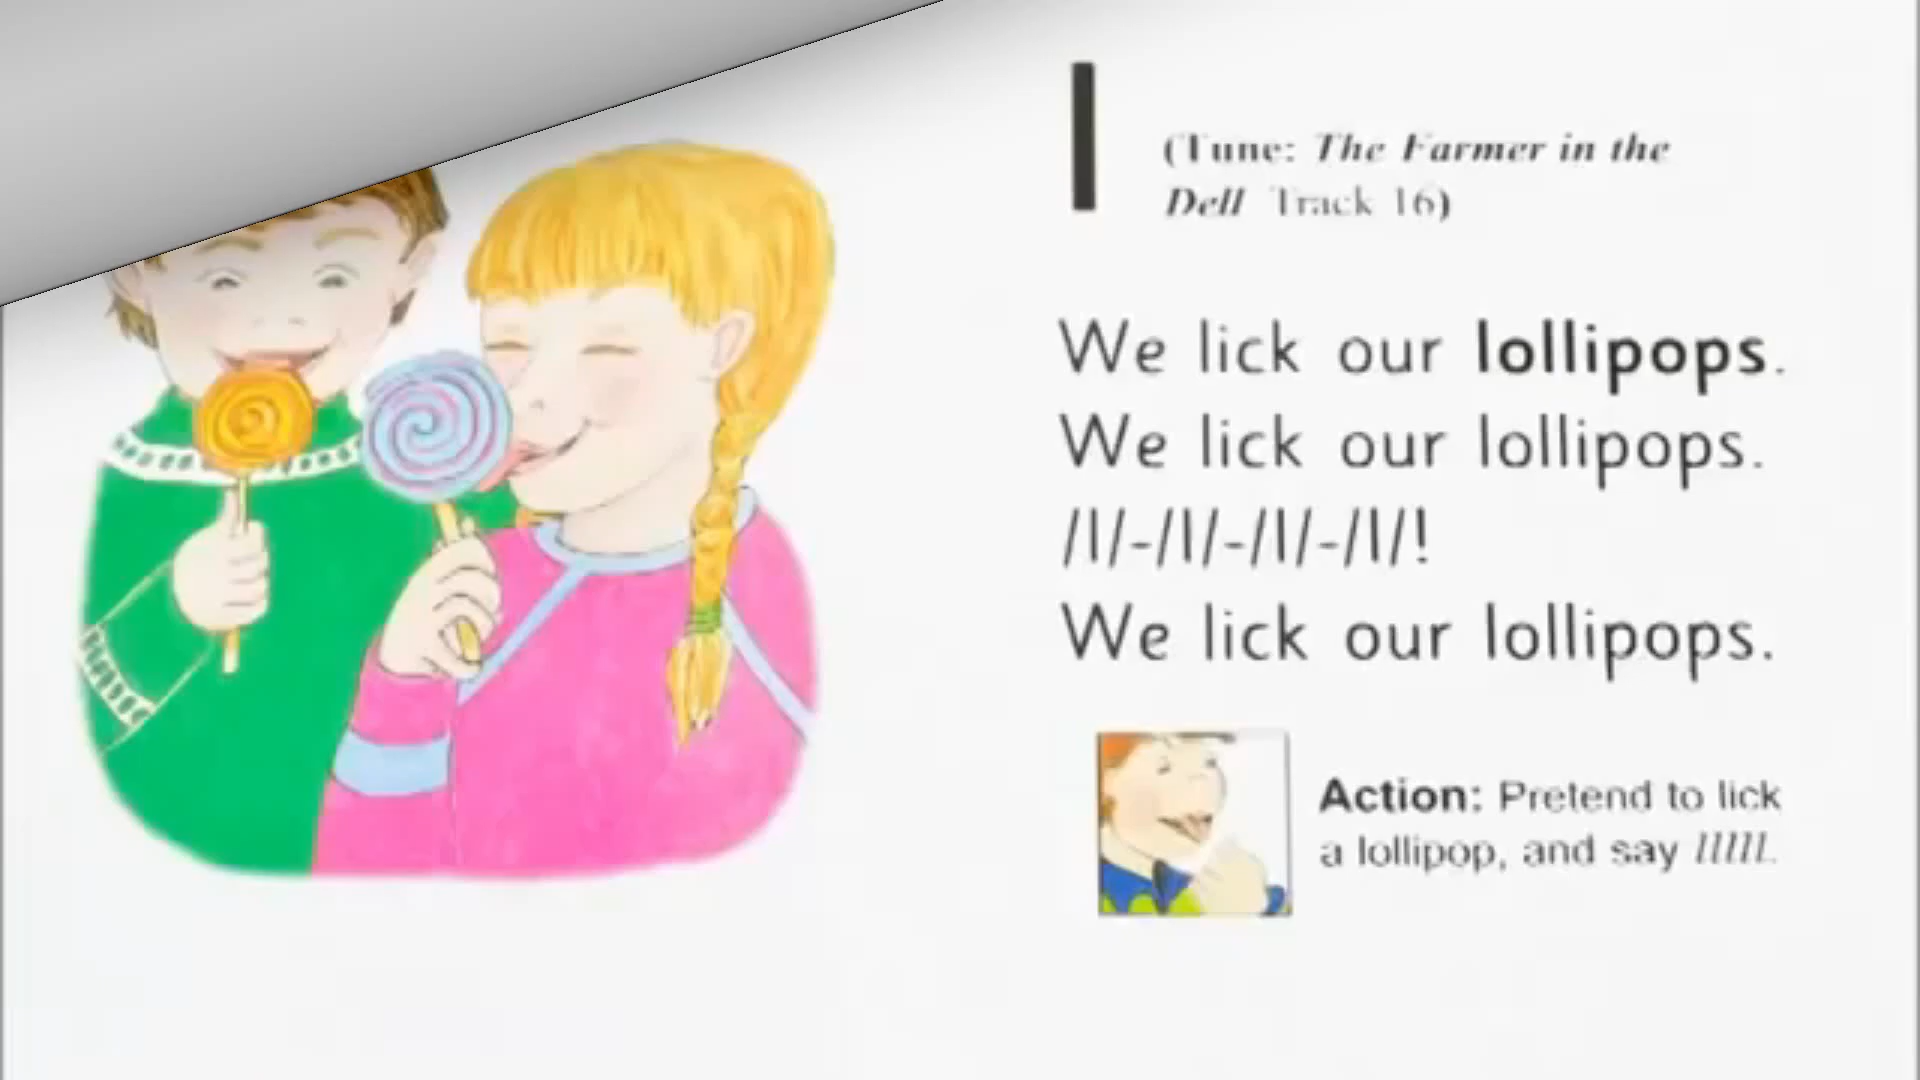 l
(Tune: The Farmer in the
Dell Track 16)
We lick our lollipops.
We lick our lollipops.
/l/-/l/-/l/-/l/!
We lick our lollipops.
Action: Pretend to lick
a lollipop, and say lllll.